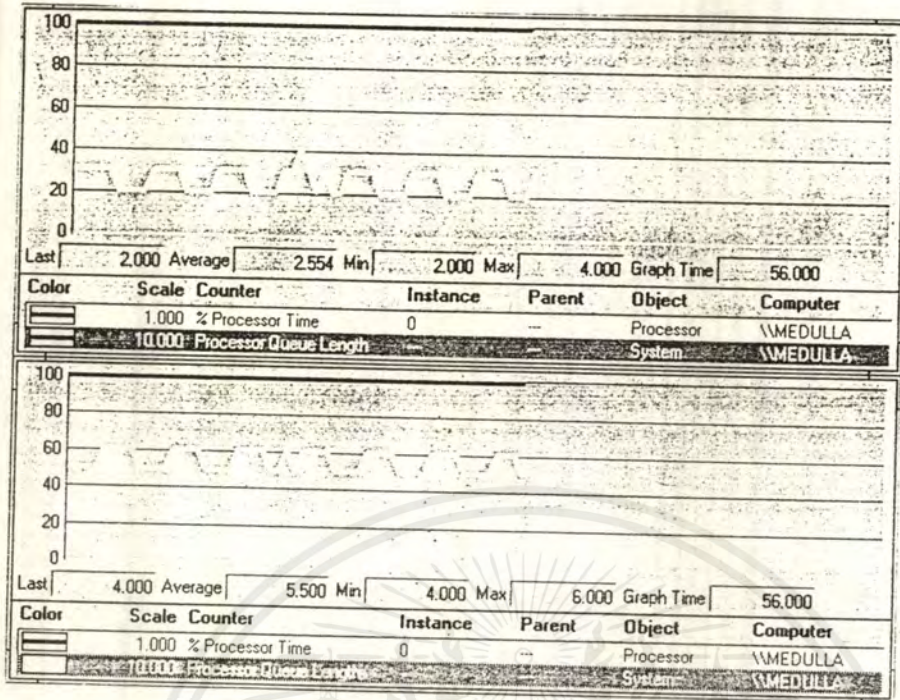 100
80
60
40
20
0
Last 2.000 Average 2.554 Min 2.000 Max 4.000 Graph Time 56.000
Color Scale Counter Instance Parent Object Computer
1.000 % Processor Time 0 --- Processor \\MEDULLA
10.000 Processor Queue Length --- --- System \\MEDULLA
100
80
60
40
20
0
Last 4.000 Average 5.500 Min 4.000 Max 6.000 Graph Time 56.000
Color Scale Counter Instance Parent Object Computer
1.000 % Processor Time 0 --- Processor \\MEDULLA
10.000 Processor Queue Length --- --- System \\MEDULLA